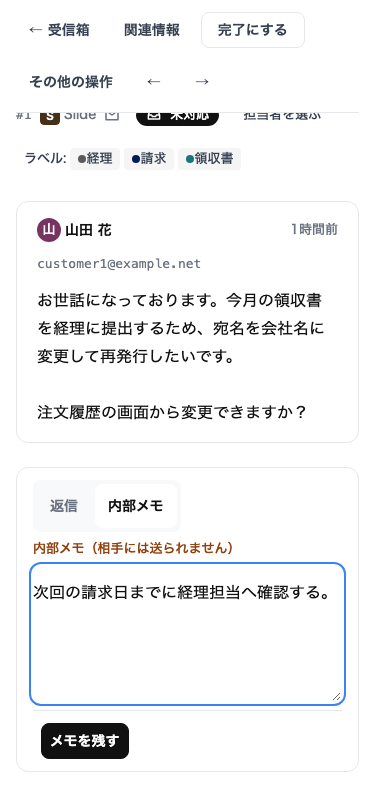 ← 受信箱 関連情報 完了にする
その他の操作 ← →
#1 S Slide 未対応 担当者を選ぶ
ラベル: 経理 請求 領収書
山 山田 花 1時間前
customer1@example.net
お世話になっております。今月の領収書
を経理に提出するため、宛名を会社名に
変更して再発行したいです。
注文履歴の画面から変更できますか？
返信 内部メモ
内部メモ（相手には送られません）
次回の請求日までに経理担当へ確認する。
メモを残す